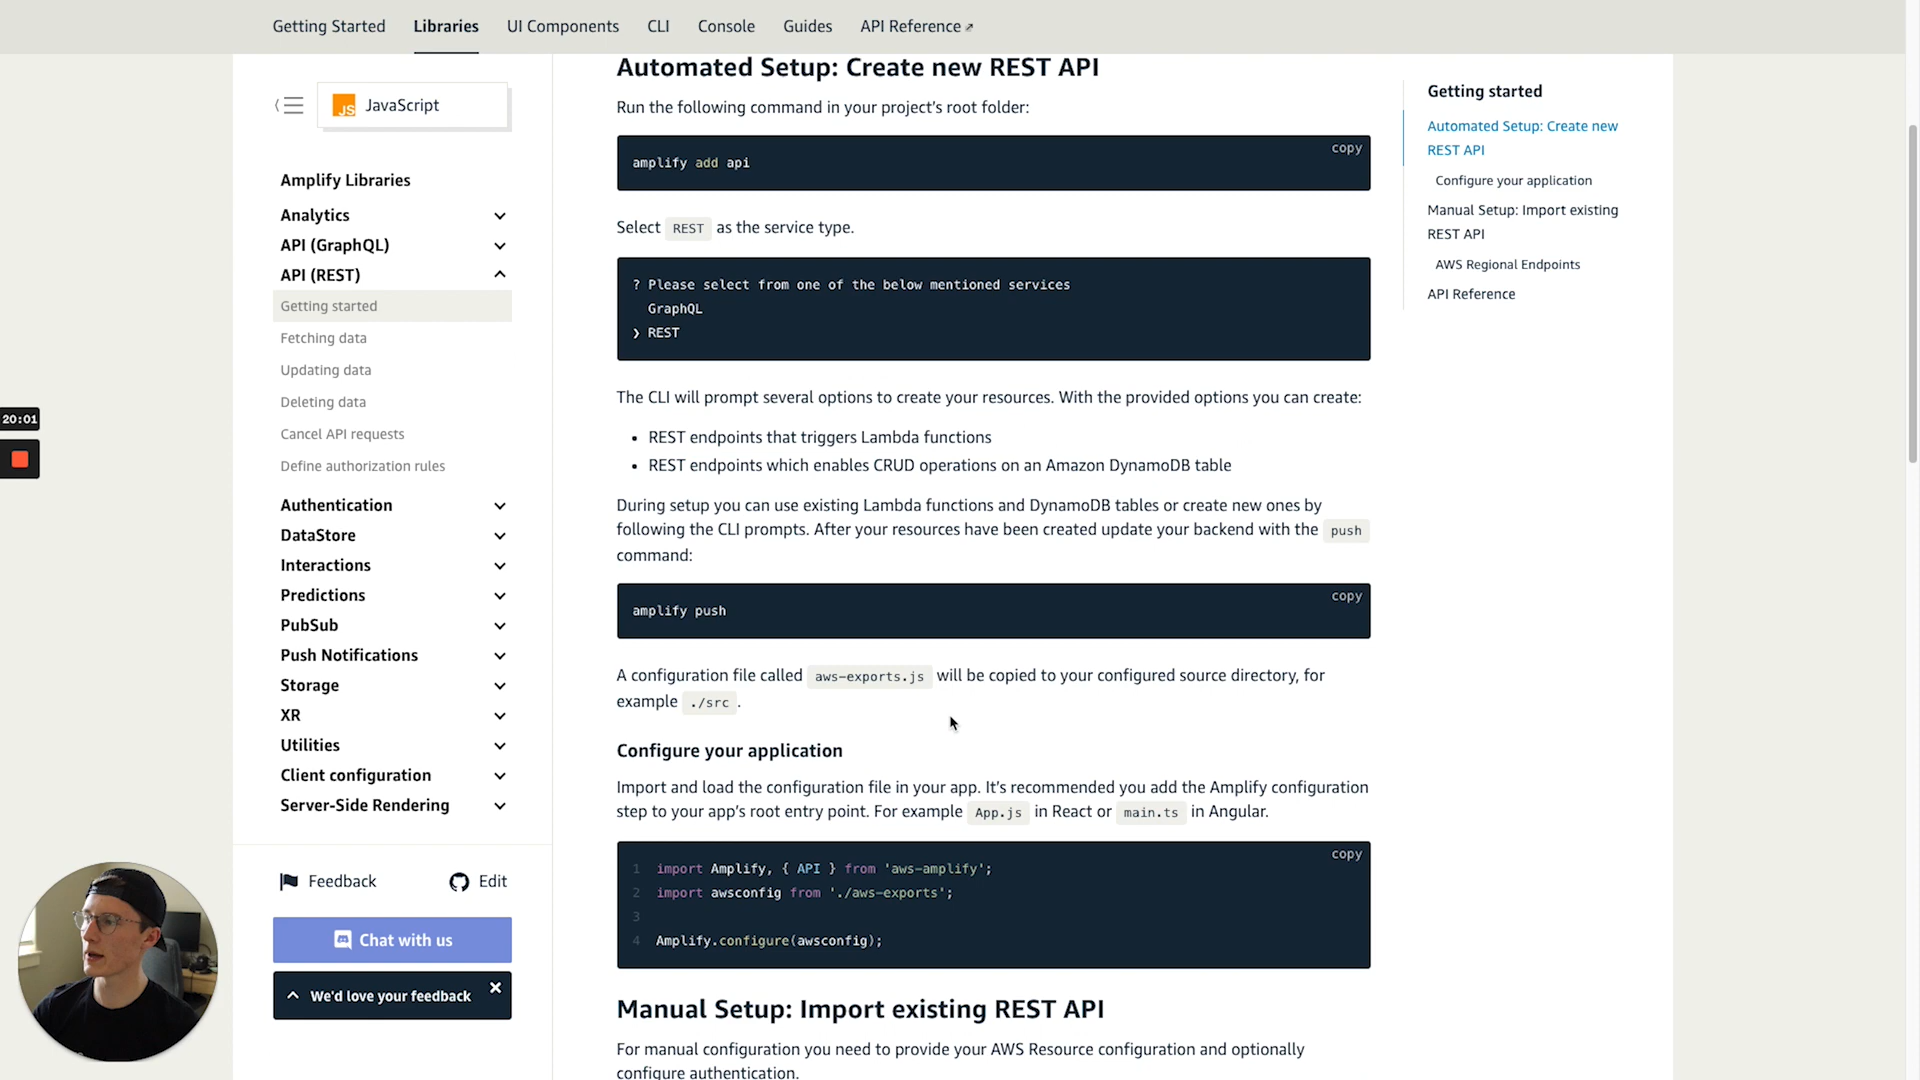 Getting Started
Libraries
UI Components
CLI
Console
Guides
API Reference ↗
JS JavaScript
Amplify Libraries
Analytics
API (GraphQL)
API (REST)
Getting started
Fetching data
Updating data
Deleting data
Cancel API requests
Define authorization rules
Authentication
DataStore
Interactions
Predictions
PubSub
Push Notifications
Storage
XR
Utilities
Client configuration
Server-Side Rendering
Feedback
Edit
Chat with us
We'd love your feedback
20:01
Automated Setup: Create new REST API
Run the following command in your project's root folder:
copy
amplify add api
Select REST as the service type.
? Please select from one of the below mentioned services
GraphQL
❯ REST
The CLI will prompt several options to create your resources. With the provided options you can create:
• REST endpoints that triggers Lambda functions
• REST endpoints which enables CRUD operations on an Amazon DynamoDB table
During setup you can use existing Lambda functions and DynamoDB tables or create new ones by
following the CLI prompts. After your resources have been created update your backend with the push
command:
copy
amplify push
A configuration file called aws-exports.js will be copied to your configured source directory, for
example ./src .
Configure your application
Import and load the configuration file in your app. It's recommended you add the Amplify configuration
step to your app's root entry point. For example App.js in React or main.ts in Angular.
copy
1 import Amplify, { API } from 'aws-amplify';
2 import awsconfig from './aws-exports';
3
4 Amplify.configure(awsconfig);
Manual Setup: Import existing REST API
For manual configuration you need to provide your AWS Resource configuration and optionally
configure authentication.
Getting started
Automated Setup: Create new
REST API
Configure your application
Manual Setup: Import existing
REST API
AWS Regional Endpoints
API Reference